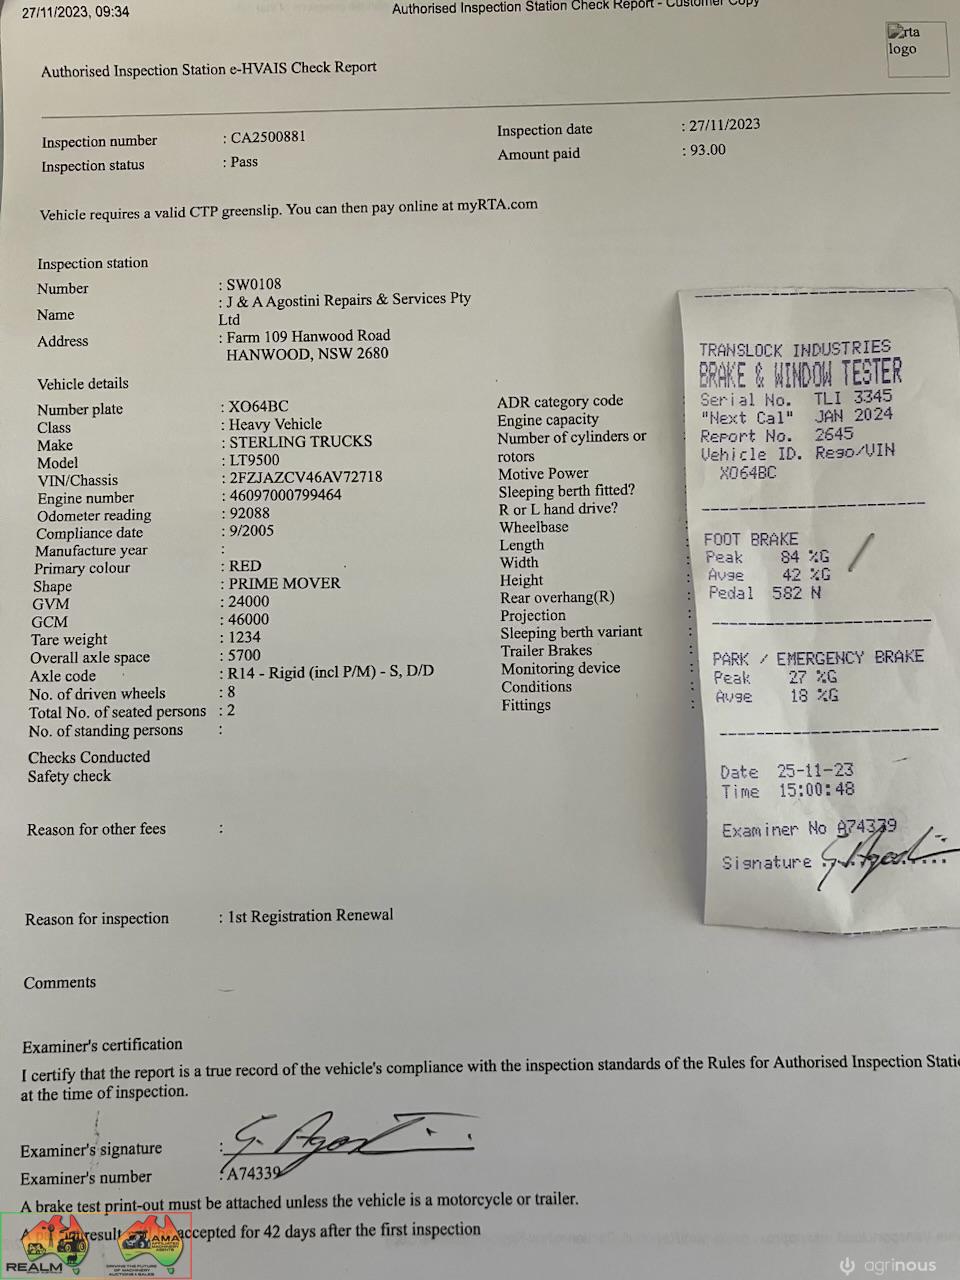 27/11/2023, 09:34
Authorised Inspection Station Check Report - Customer Copy
rta
logo
Authorised Inspection Station e-HVAIS Check Report
Inspection number : CA2500881
Inspection status : Pass
Inspection date : 27/11/2023
Amount paid : 93.00
Vehicle requires a valid CTP greenslip. You can then pay online at myRTA.com
Inspection station
Number : SW0108
Name : J & A Agostini Repairs & Services Pty
Ltd
Address : Farm 109 Hanwood Road
HANWOOD, NSW 2680
Vehicle details
Number plate : XO64BC
Class : Heavy Vehicle
Make : STERLING TRUCKS
Model : LT9500
VIN/Chassis : 2FZJAZCV46AV72718
Engine number : 46097000799464
Odometer reading : 92088
Compliance date : 9/2005
Manufacture year :
Primary colour : RED
Shape : PRIME MOVER
GVM : 24000
GCM : 46000
Tare weight : 1234
Overall axle space : 5700
Axle code : R14 - Rigid (incl P/M) - S, D/D
No. of driven wheels : 8
Total No. of seated persons : 2
No. of standing persons :
ADR category code
Engine capacity
Number of cylinders or
rotors
Motive Power
Sleeping berth fitted?
R or L hand drive?
Wheelbase
Length
Width
Height
Rear overhang(R)
Projection
Sleeping berth variant
Trailer Brakes
Monitoring device
Conditions
Fittings
Checks Conducted
Safety check
Reason for other fees :
Reason for inspection : 1st Registration Renewal
Comments
Examiner's certification
I certify that the report is a true record of the vehicle's compliance with the inspection standards of the Rules for Authorised Inspection Stati
at the time of inspection.
Examiner's signature : G. Agostini
Examiner's number : A74339
A brake test print-out must be attached unless the vehicle is a motorcycle or trailer.
result accepted for 42 days after the first inspection
TRANSLOCK INDUSTRIES
BRAKE & WINDOW TESTER
Serial No. TLI 3345
"Next Cal" JAN 2024
Report No. 2645
Vehicle ID. Rego/VIN
XO64BC
FOOT BRAKE
Peak 84 %G
Avge 42 %G
Pedal 582 N
PARK / EMERGENCY BRAKE
Peak 27 %G
Avge 18 %G
Date 25-11-23
Time 15:00:48
Examiner No A74339
Signature
REALM
AMA
DRIVING THE FUTURE OF MACHINERY
AUCTIONS & SALES
agrinous